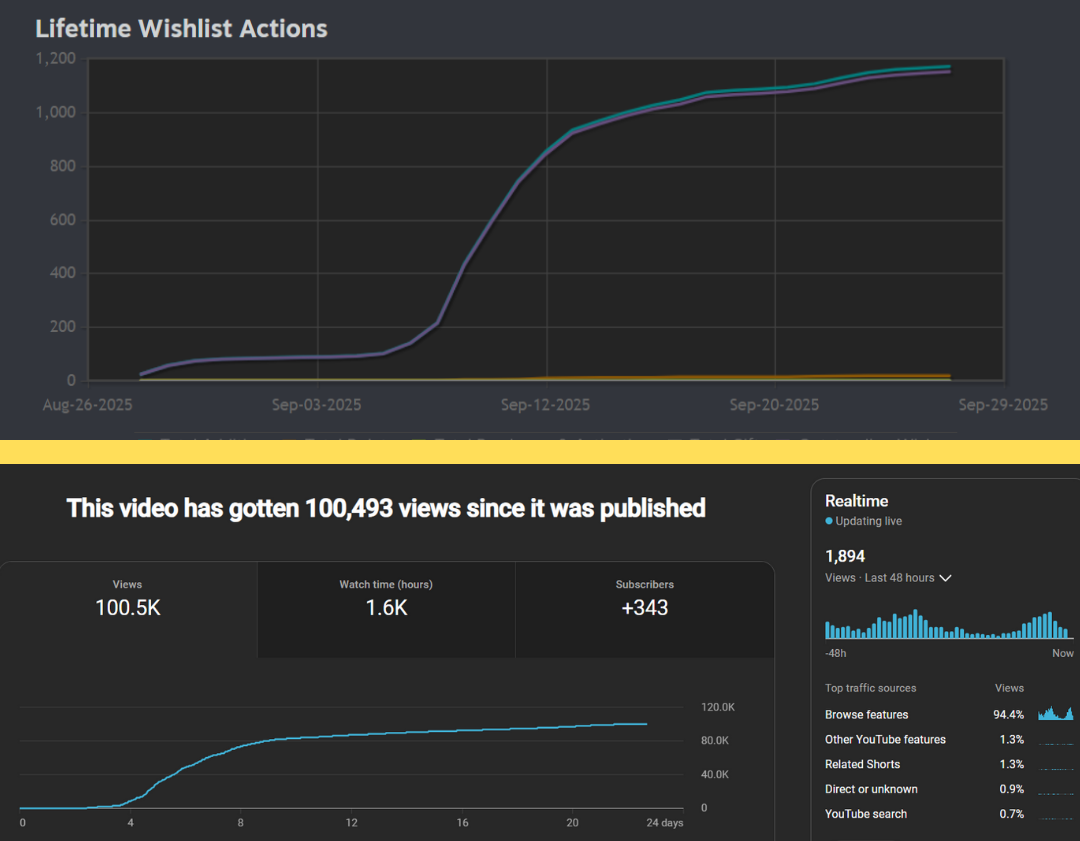 Lifetime Wishlist Actions
1,200
1,000
800
600
400
200
0
Aug-26-2025 Sep-03-2025 Sep-12-2025 Sep-20-2025 Sep-29-2025
This video has gotten 100,493 views since it was published
Views
100.5K
Watch time (hours)
1.6K
Subscribers
+343
120.0K
80.0K
40.0K
0
0 4 8 12 16 20 24 days
Realtime
Updating live
1,894
Views · Last 48 hours
-48h Now
Top traffic sources Views
Browse features 94.4%
Other YouTube features 1.3%
Related Shorts 1.3%
Direct or unknown 0.9%
YouTube search 0.7%